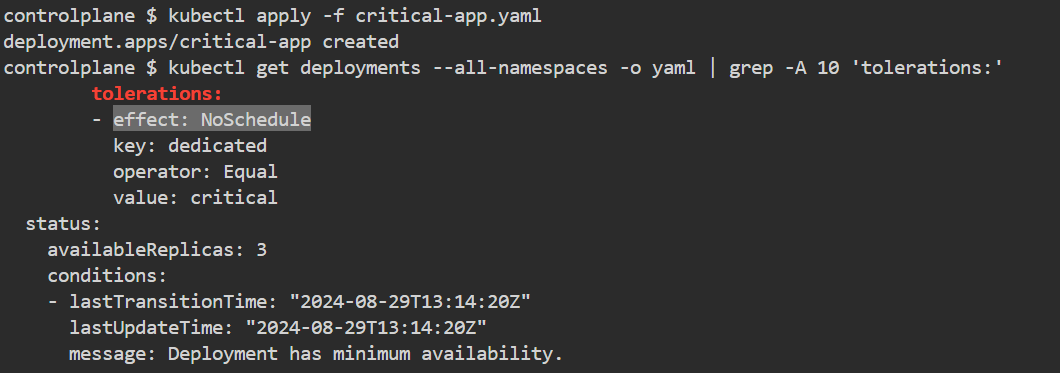 controlplane $ kubectl apply -f critical-app.yaml
deployment.apps/critical-app created
controlplane $ kubectl get deployments --all-namespaces -o yaml | grep -A 10 'tolerations:'
        tolerations:
        - effect: NoSchedule
          key: dedicated
          operator: Equal
          value: critical
  status:
    availableReplicas: 3
    conditions:
    - lastTransitionTime: "2024-08-29T13:14:20Z"
      lastUpdateTime: "2024-08-29T13:14:20Z"
      message: Deployment has minimum availability.